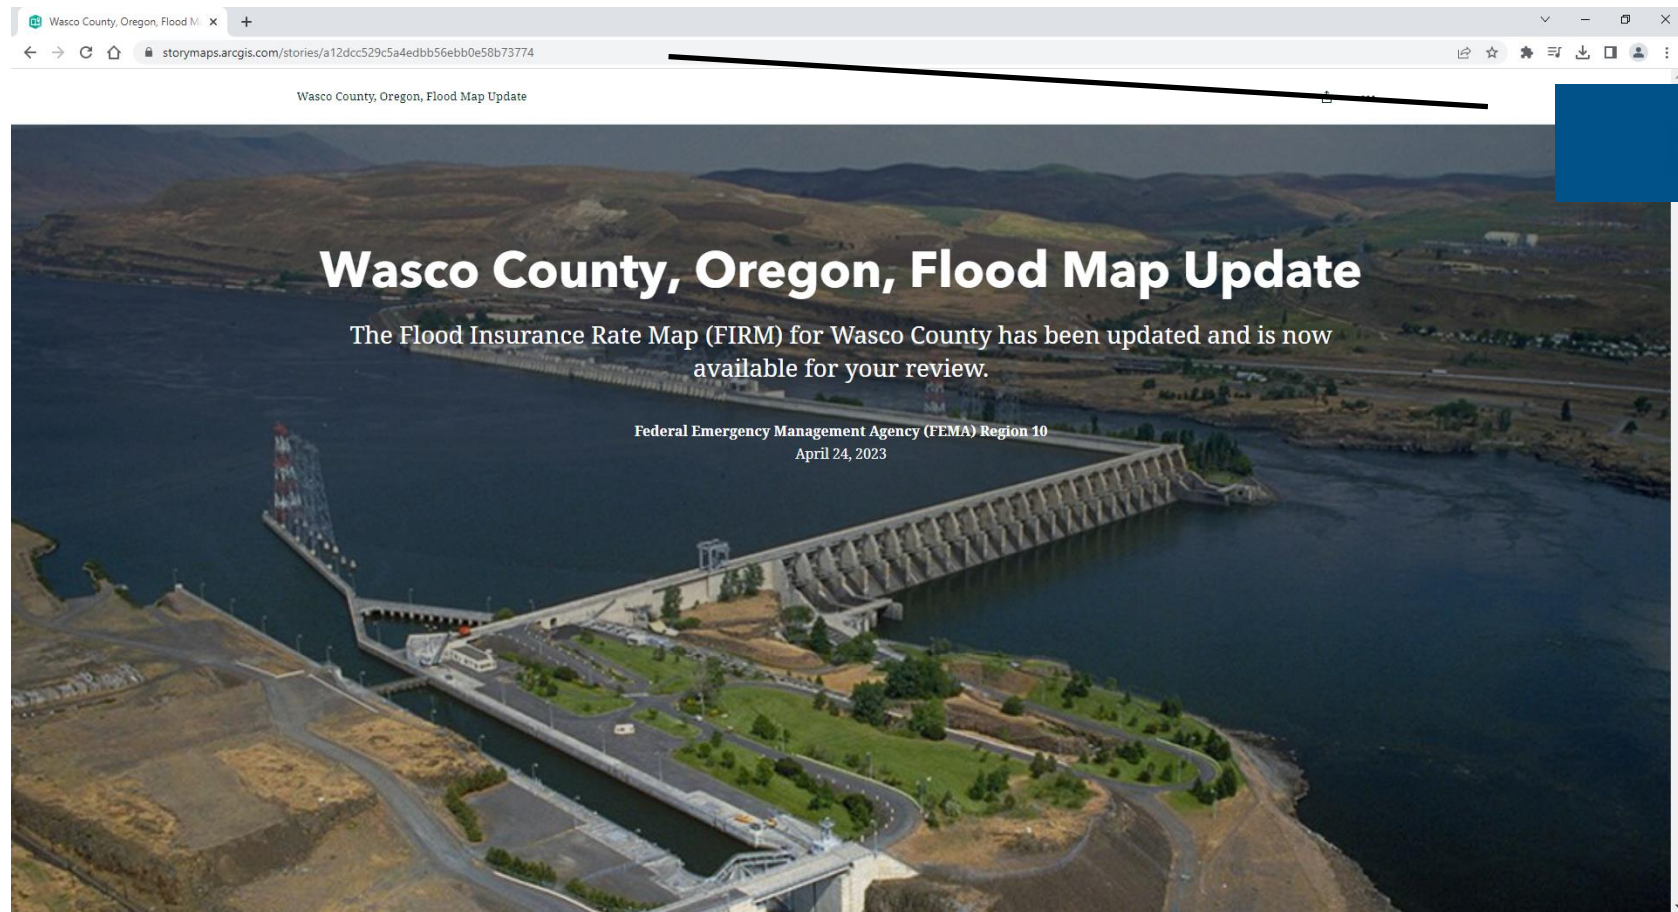 Wasco County, Oregon, Flood M
storymaps.arcgis.com/stories/a12dcc529c5a4edbb56ebb0e58b73774
Wasco County, Oregon, Flood Map Update
Wasco County, Oregon, Flood Map Update
The Flood Insurance Rate Map (FIRM) for Wasco County has been updated and is now
available for your review.
Federal Emergency Management Agency (FEMA) Region 10
April 24, 2023